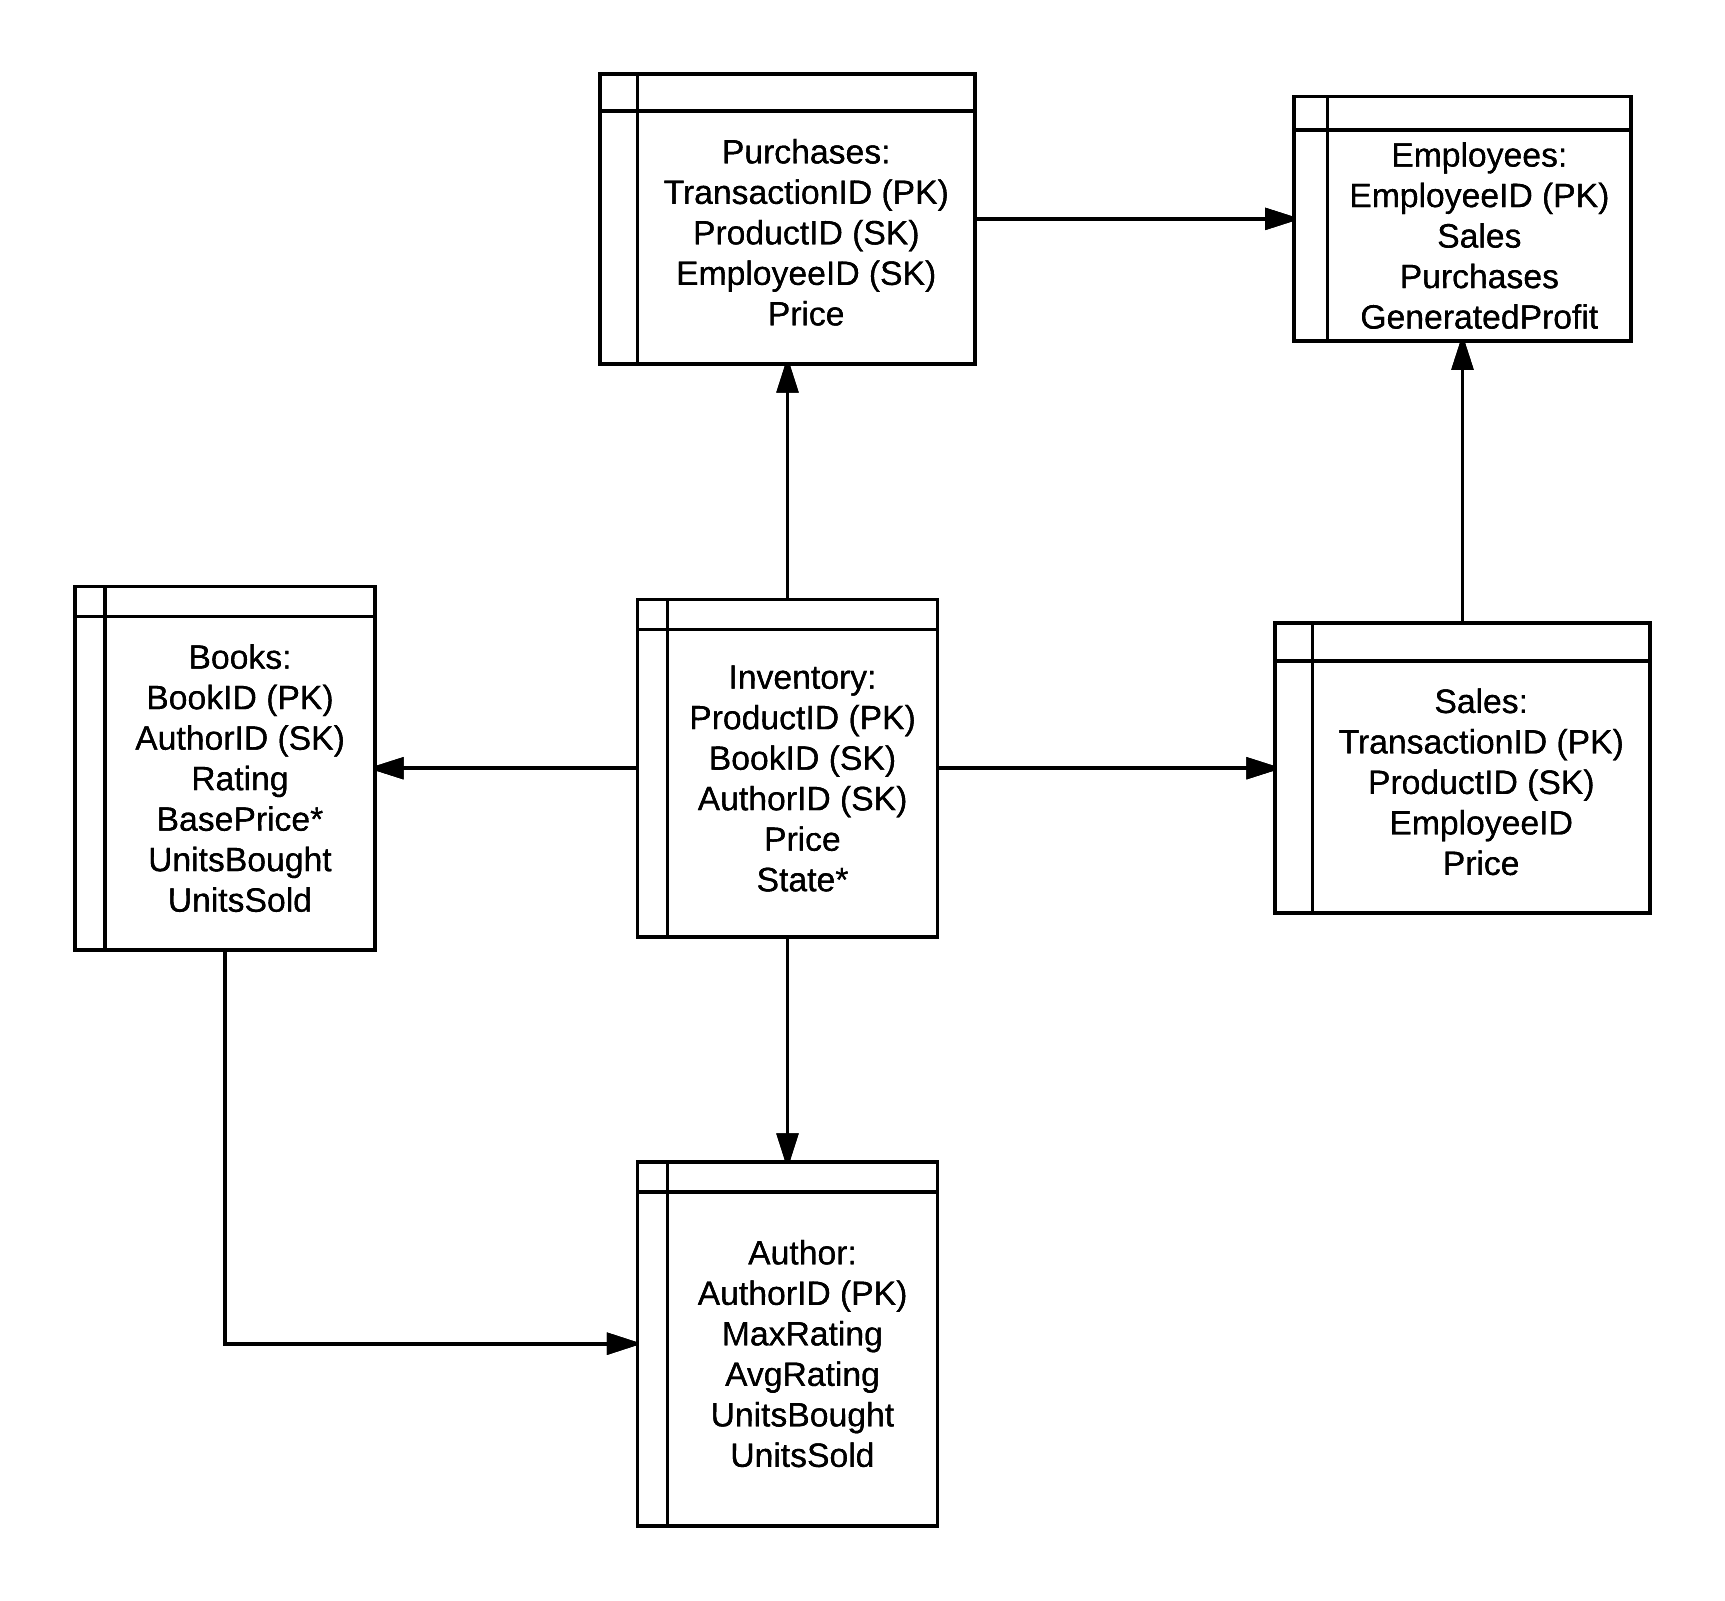 Purchases:
TransactionID (PK)
ProductID (SK)
EmployeeID (SK)
Price
Employees:
EmployeeID (PK)
Sales
Purchases
GeneratedProfit
Books:
BookID (PK)
AuthorID (SK)
Rating
BasePrice*
UnitsBought
UnitsSold
Inventory:
ProductID (PK)
BookID (SK)
AuthorID (SK)
Price
State*
Sales:
TransactionID (PK)
ProductID (SK)
EmployeeID
Price
Author:
AuthorID (PK)
MaxRating
AvgRating
UnitsBought
UnitsSold